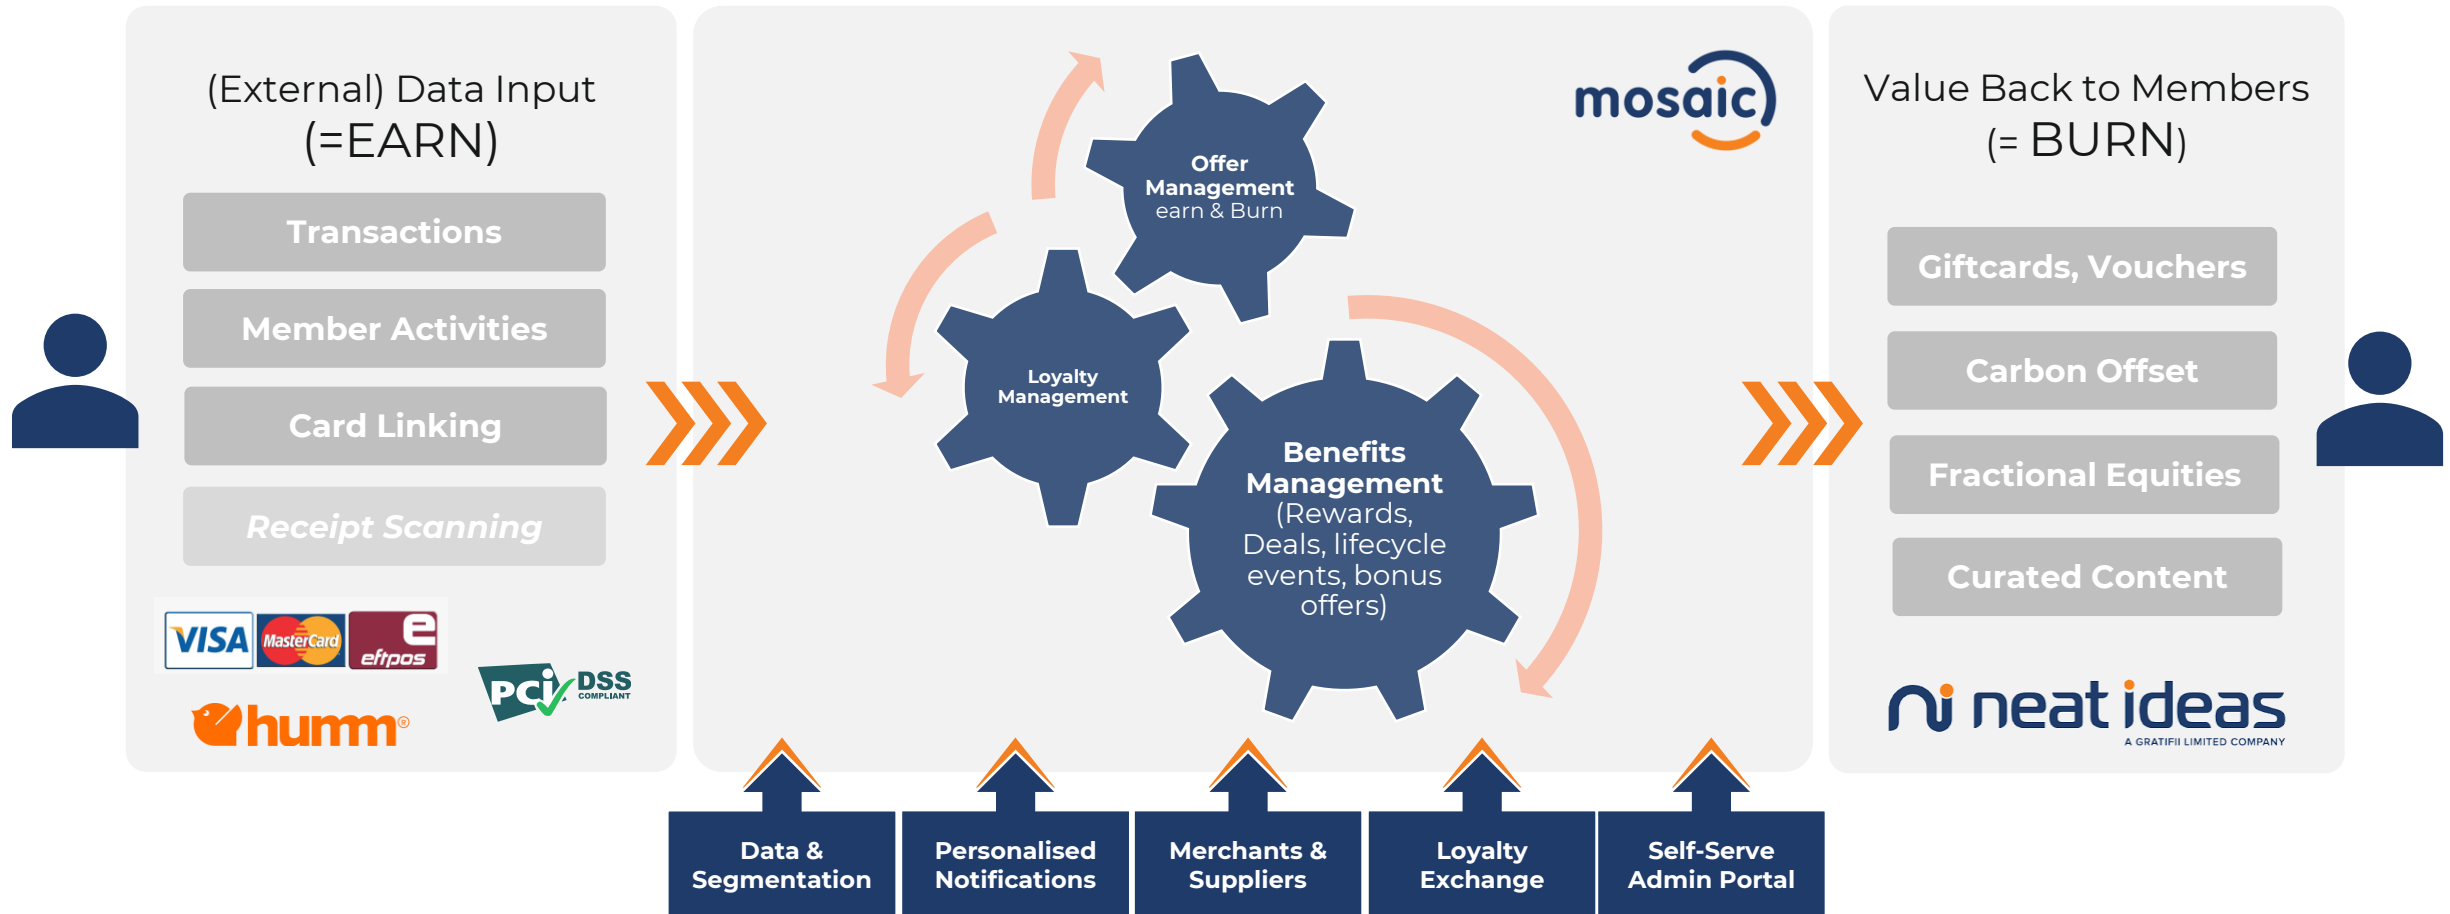 (External) Data Input
(=EARN)
Transactions
Member Activities
Card Linking
Receipt Scanning
VISA
MasterCard
e
eftpos
PCi DSS
COMPLIANT
humm®
mosaic
Offer
Management
earn & Burn
Loyalty
Management
Benefits
Management
(Rewards,
Deals, lifecycle
events, bonus
offers)
Data &
Segmentation
Personalised
Notifications
Merchants &
Suppliers
Loyalty
Exchange
Self-Serve
Admin Portal
Value Back to Members
(= BURN)
Giftcards, Vouchers
Carbon Offset
Fractional Equities
Curated Content
ni neat ideas
A GRATIFII LIMITED COMPANY